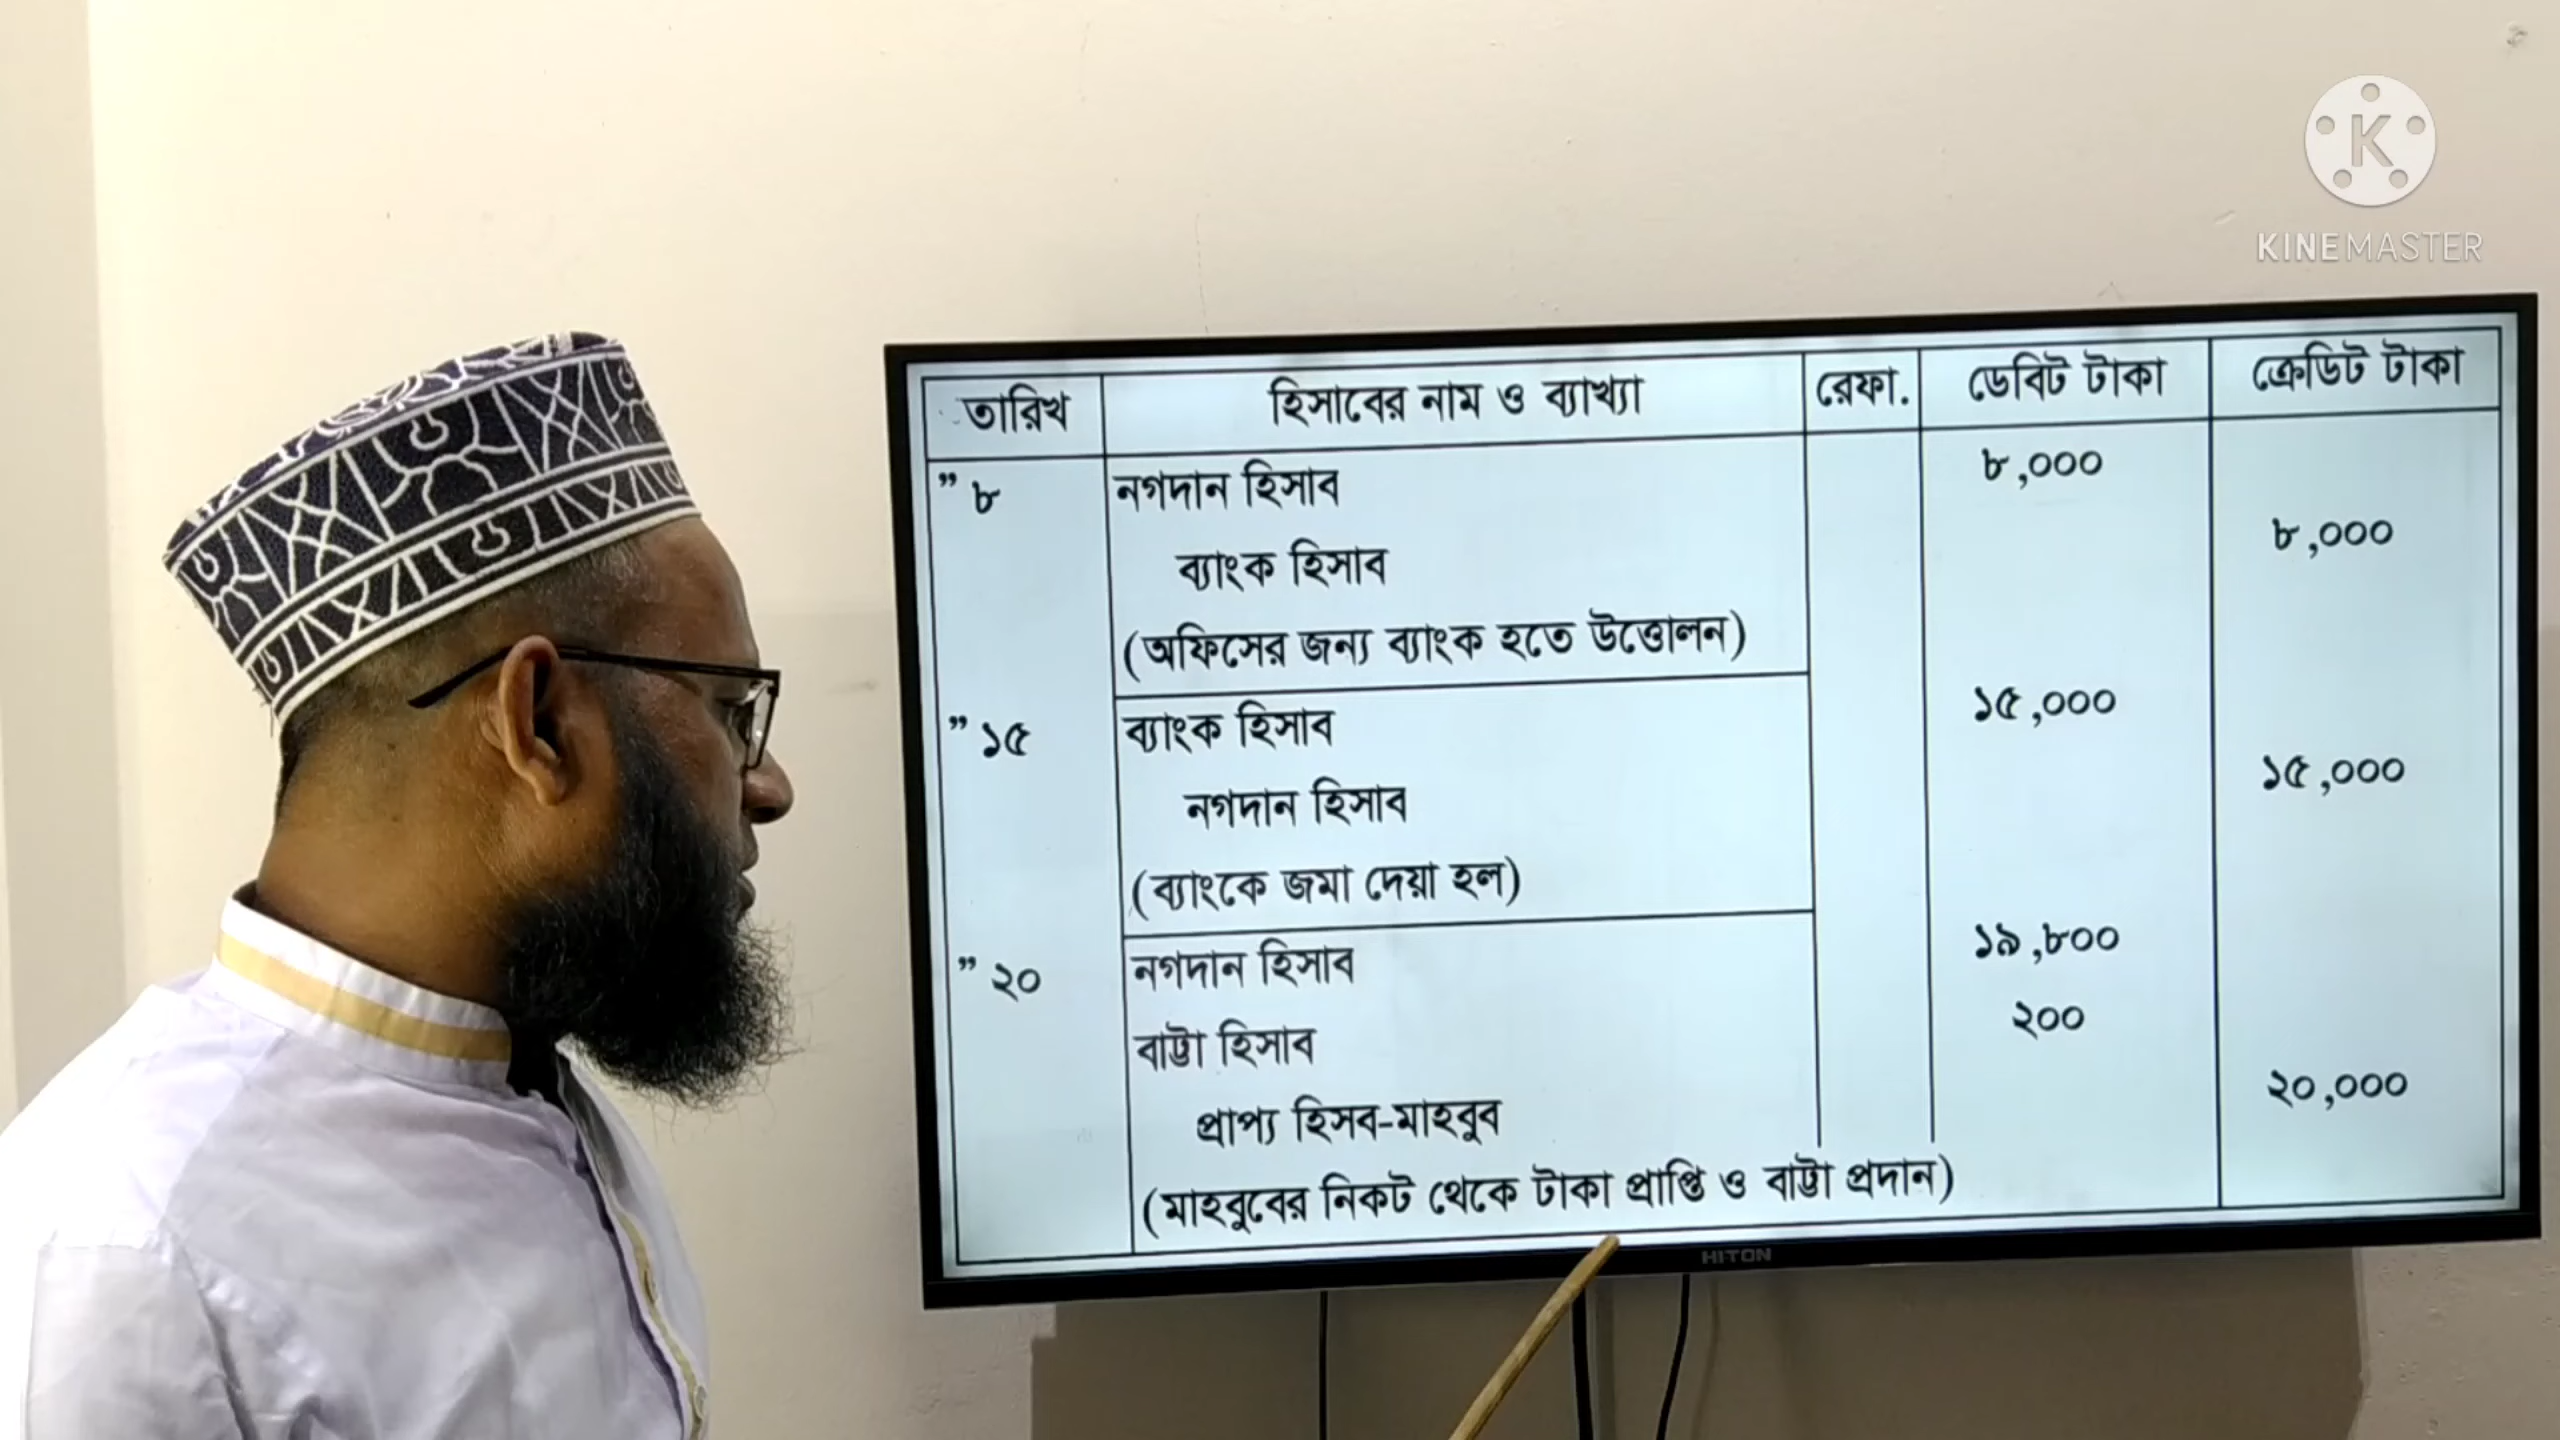 K
KINEMASTER
তারিখ হিসাবের নাম ও ব্যাখ্যা রেফা. ডেবিট টাকা ক্রেডিট টাকা
” ৮ নগদান হিসাব ৮,০০০
ব্যাংক হিসাব ৮,০০০
(অফিসের জন্য ব্যাংক হতে উত্তোলন)
” ১৫ ব্যাংক হিসাব ১৫,০০০
নগদান হিসাব ১৫,০০০
(ব্যাংকে জমা দেয়া হল)
” ২০ নগদান হিসাব ১৯,৮০০
বাট্টা হিসাব ২০০
প্রাপ্য হিসব-মাহবুব ২০,০০০
(মাহবুবের নিকট থেকে টাকা প্রাপ্তি ও বাট্টা প্রদান)
HITON